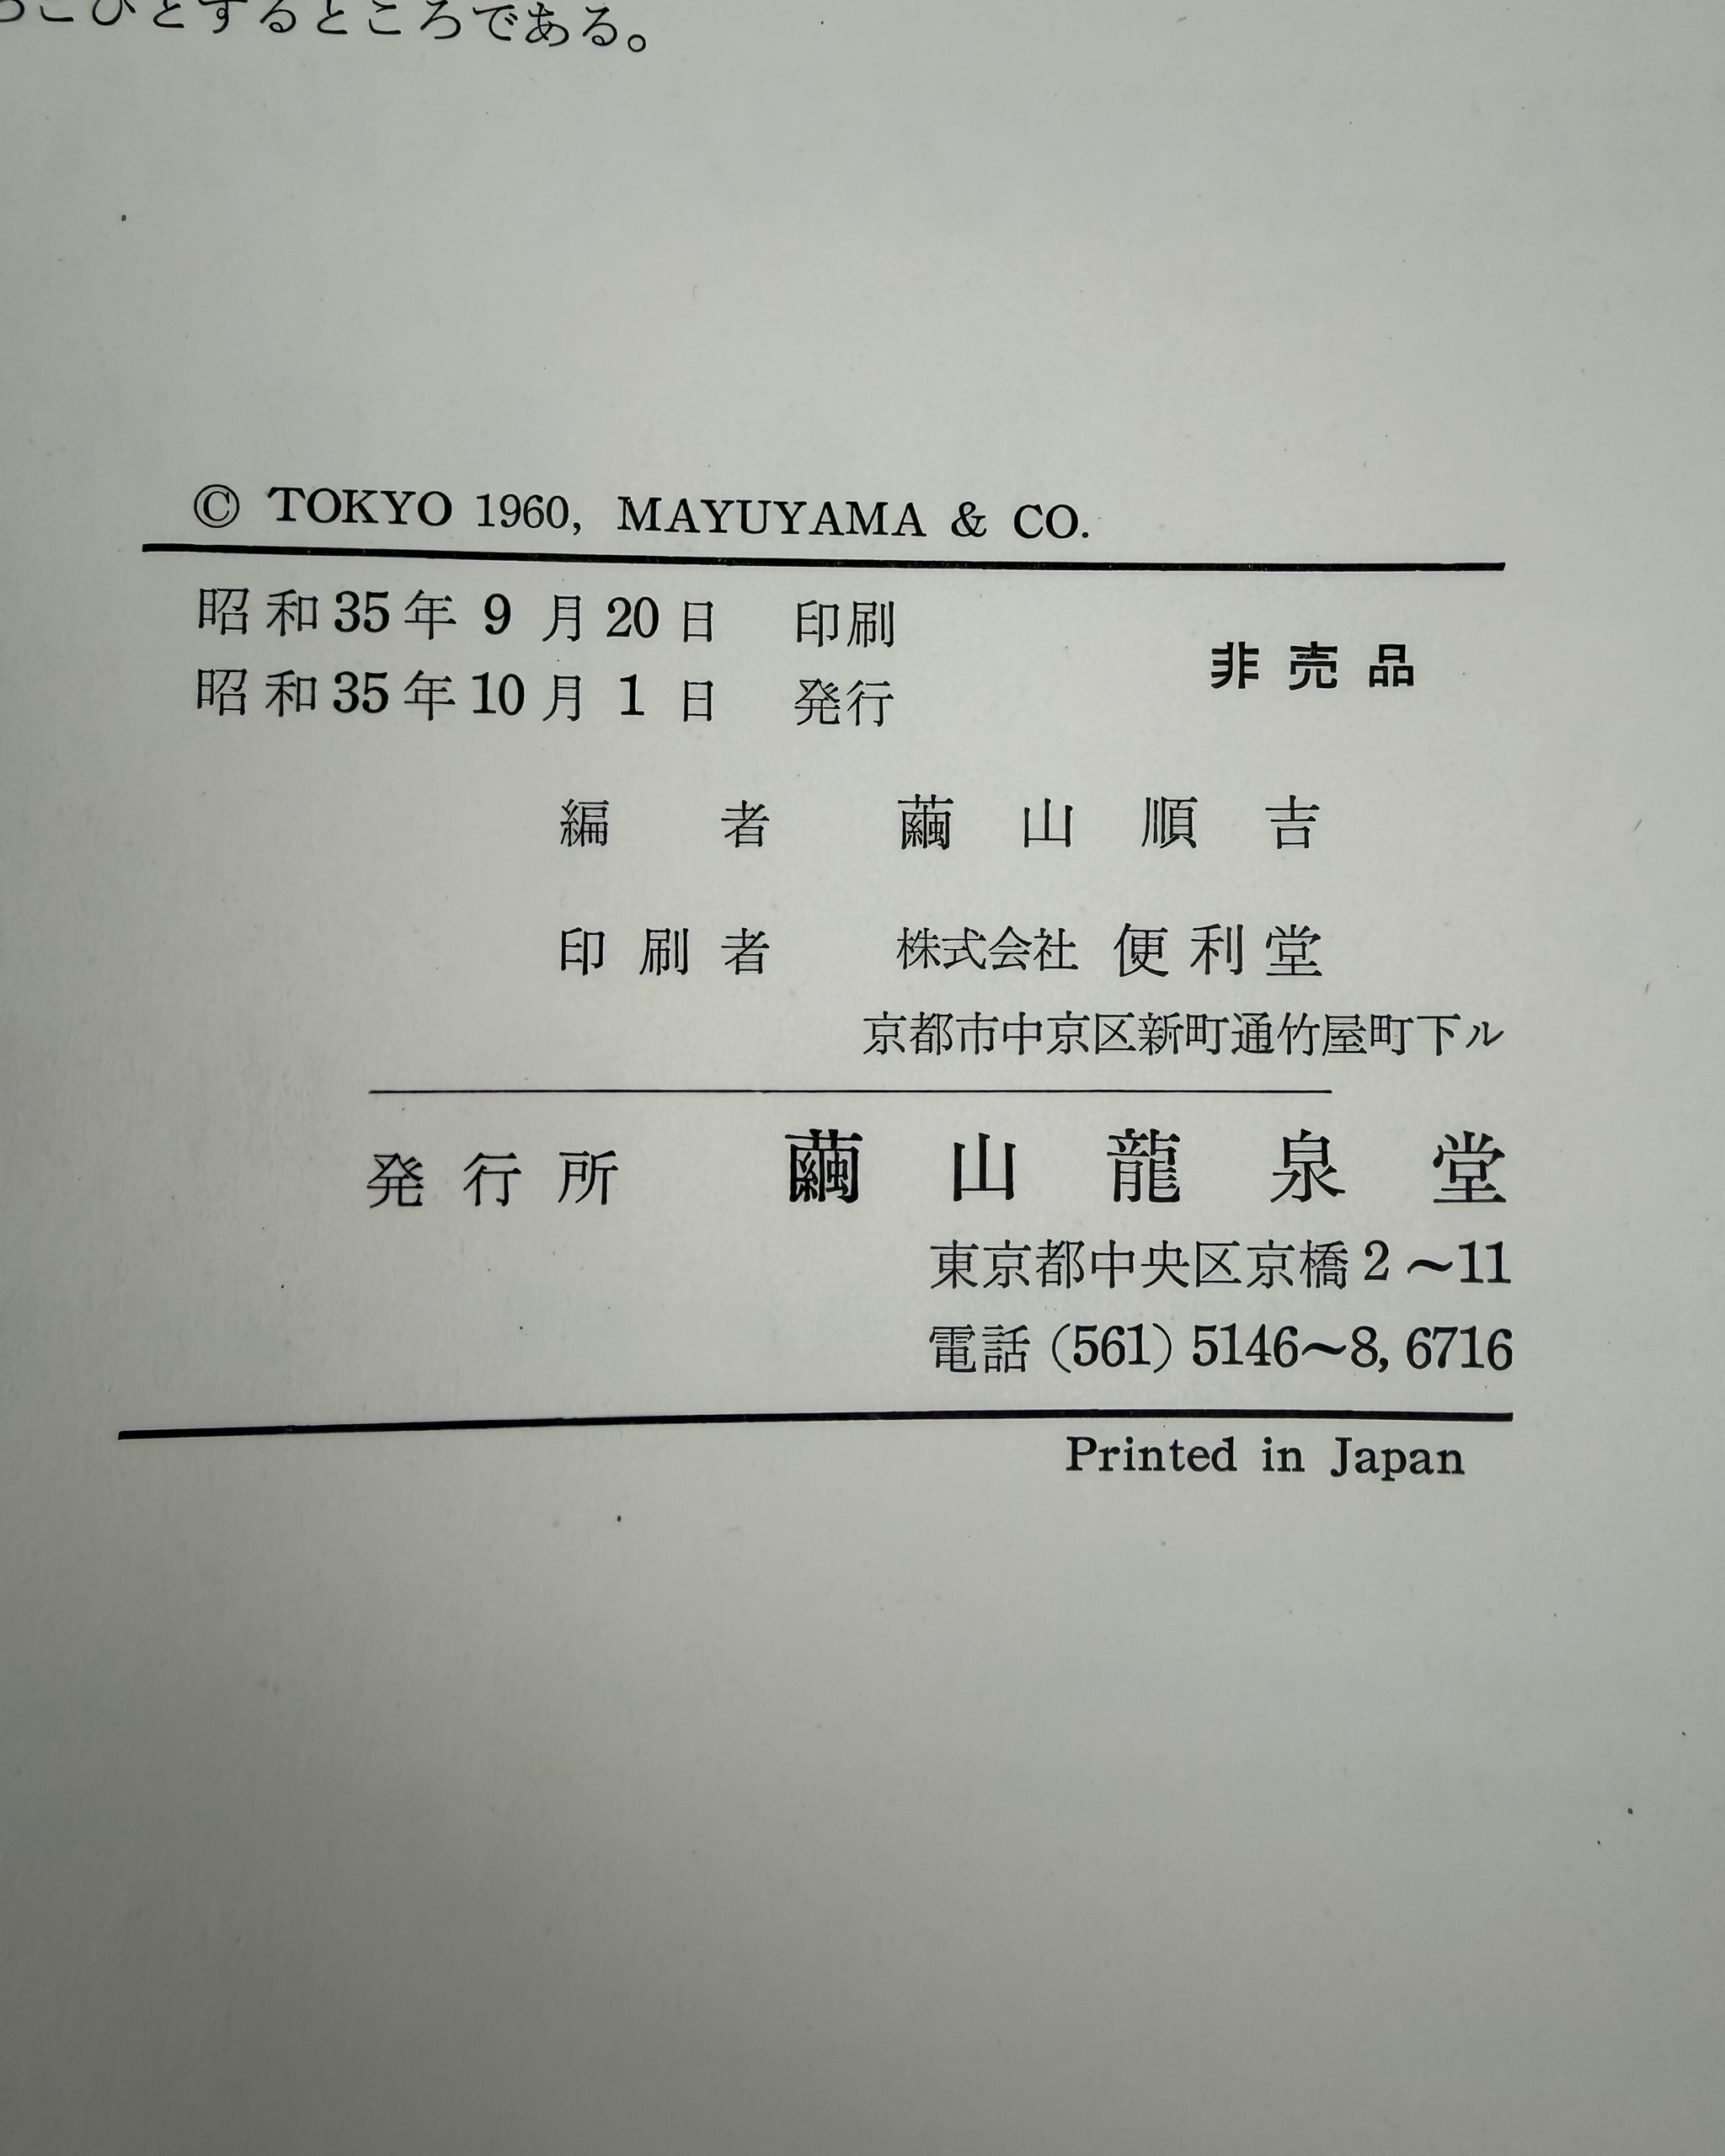 ろこびとするところである。
© TOKYO 1960, MAYUYAMA & CO.
昭和35年 9月20日 印刷
昭和35年10月 1日 発行
非売品
編者 繭山順吉
印刷者 株式会社 便利堂
京都市中京区新町通竹屋町下ル
発行所 繭山龍泉堂
東京都中央区京橋2〜11
電話 (561) 5146〜8, 6716
Printed in Japan